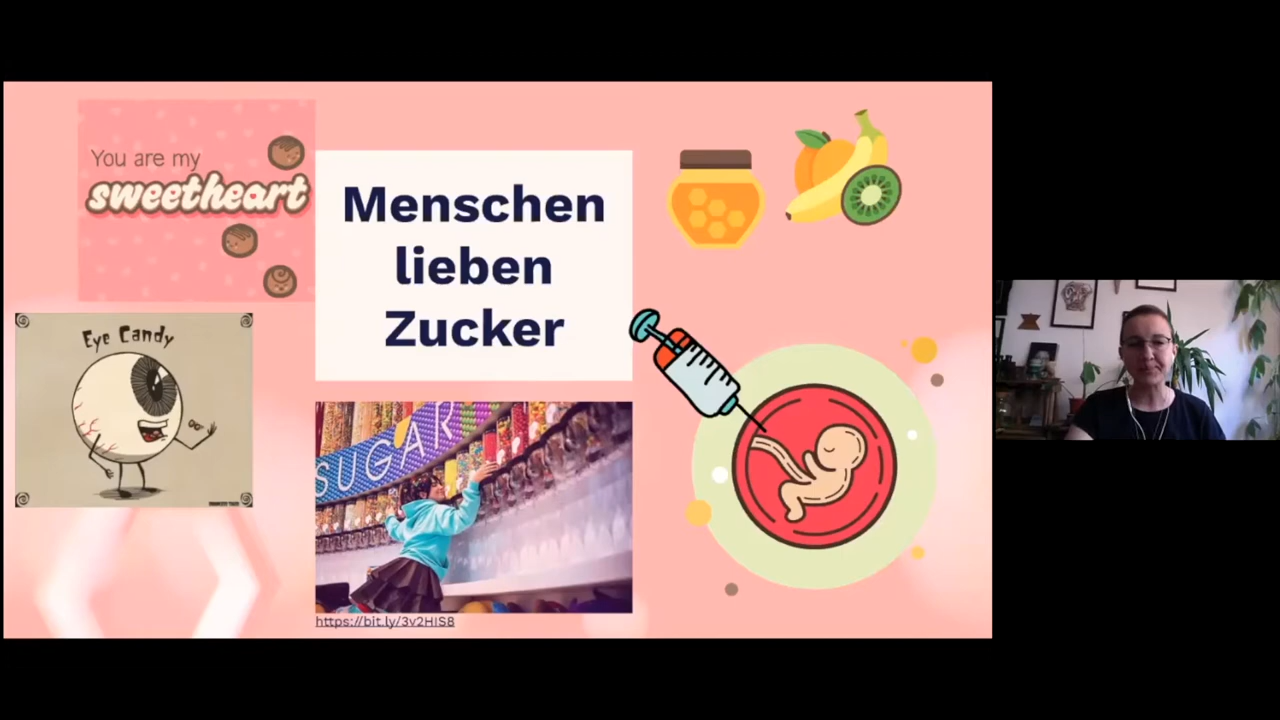 You are my
sweetheart
Menschen
lieben
Zucker
Eye Candy
SUGAR
https://bit.ly/3v2HIS8